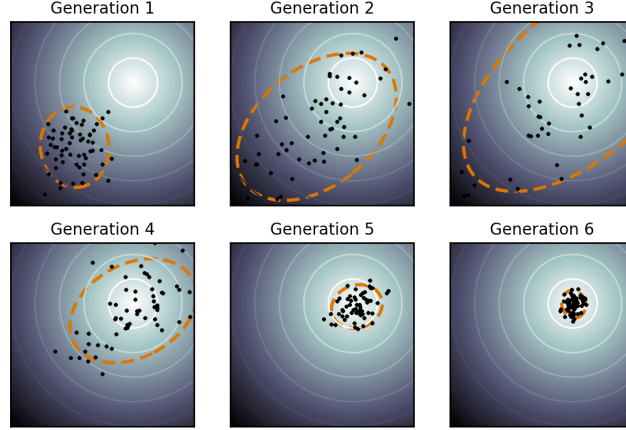 Generation 1
Generation 2
Generation 3
Generation 4
Generation 5
Generation 6